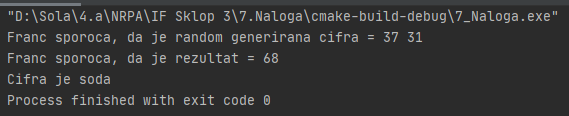 "D:\Sola\4.a\NRPA\IF Sklop 3\7.Naloga\cmake-build-debug\7_Naloga.exe"
Franc sporoca, da je random generirana cifra = 37 31
Franc sporoca, da je rezultat = 68
Cifra je soda
Process finished with exit code 0